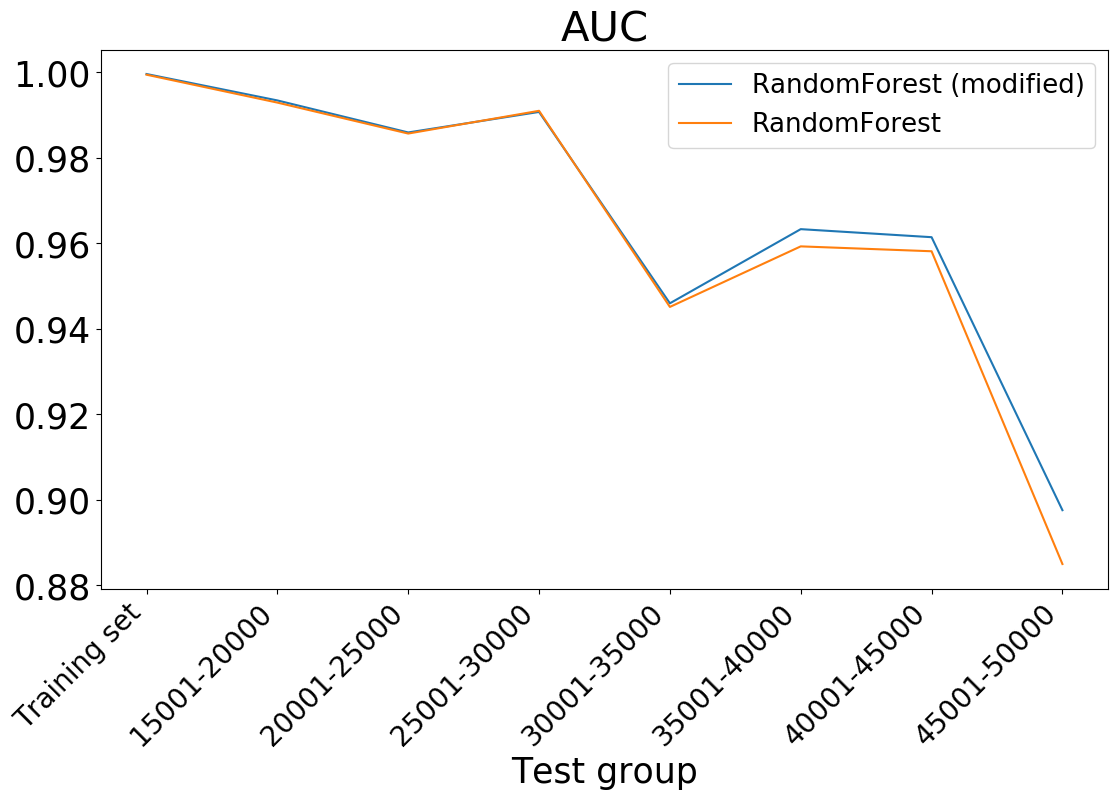 AUC
RandomForest (modified)
RandomForest
1.00
0.98
0.96
0.94
0.92
0.90
0.88
Training set
15001-20000
20001-25000
25001-30000
30001-35000
35001-40000
40001-45000
45001-50000
Test group